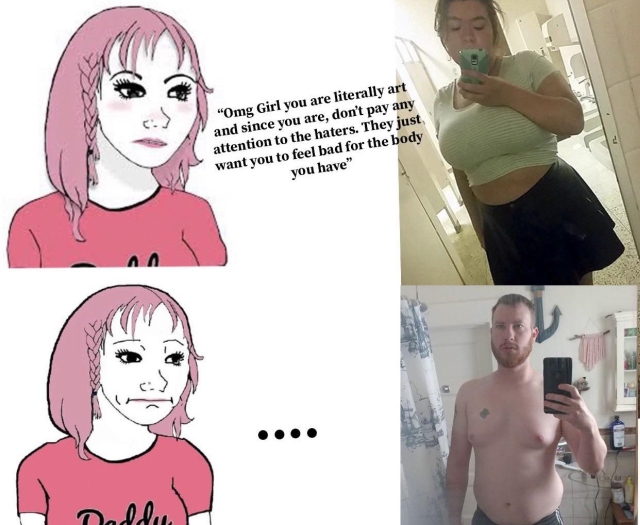 “Omg Girl you are literally art
and since you are, don’t pay any
attention to the haters. They just
want you to feel bad for the body
you have”
....
Daddy